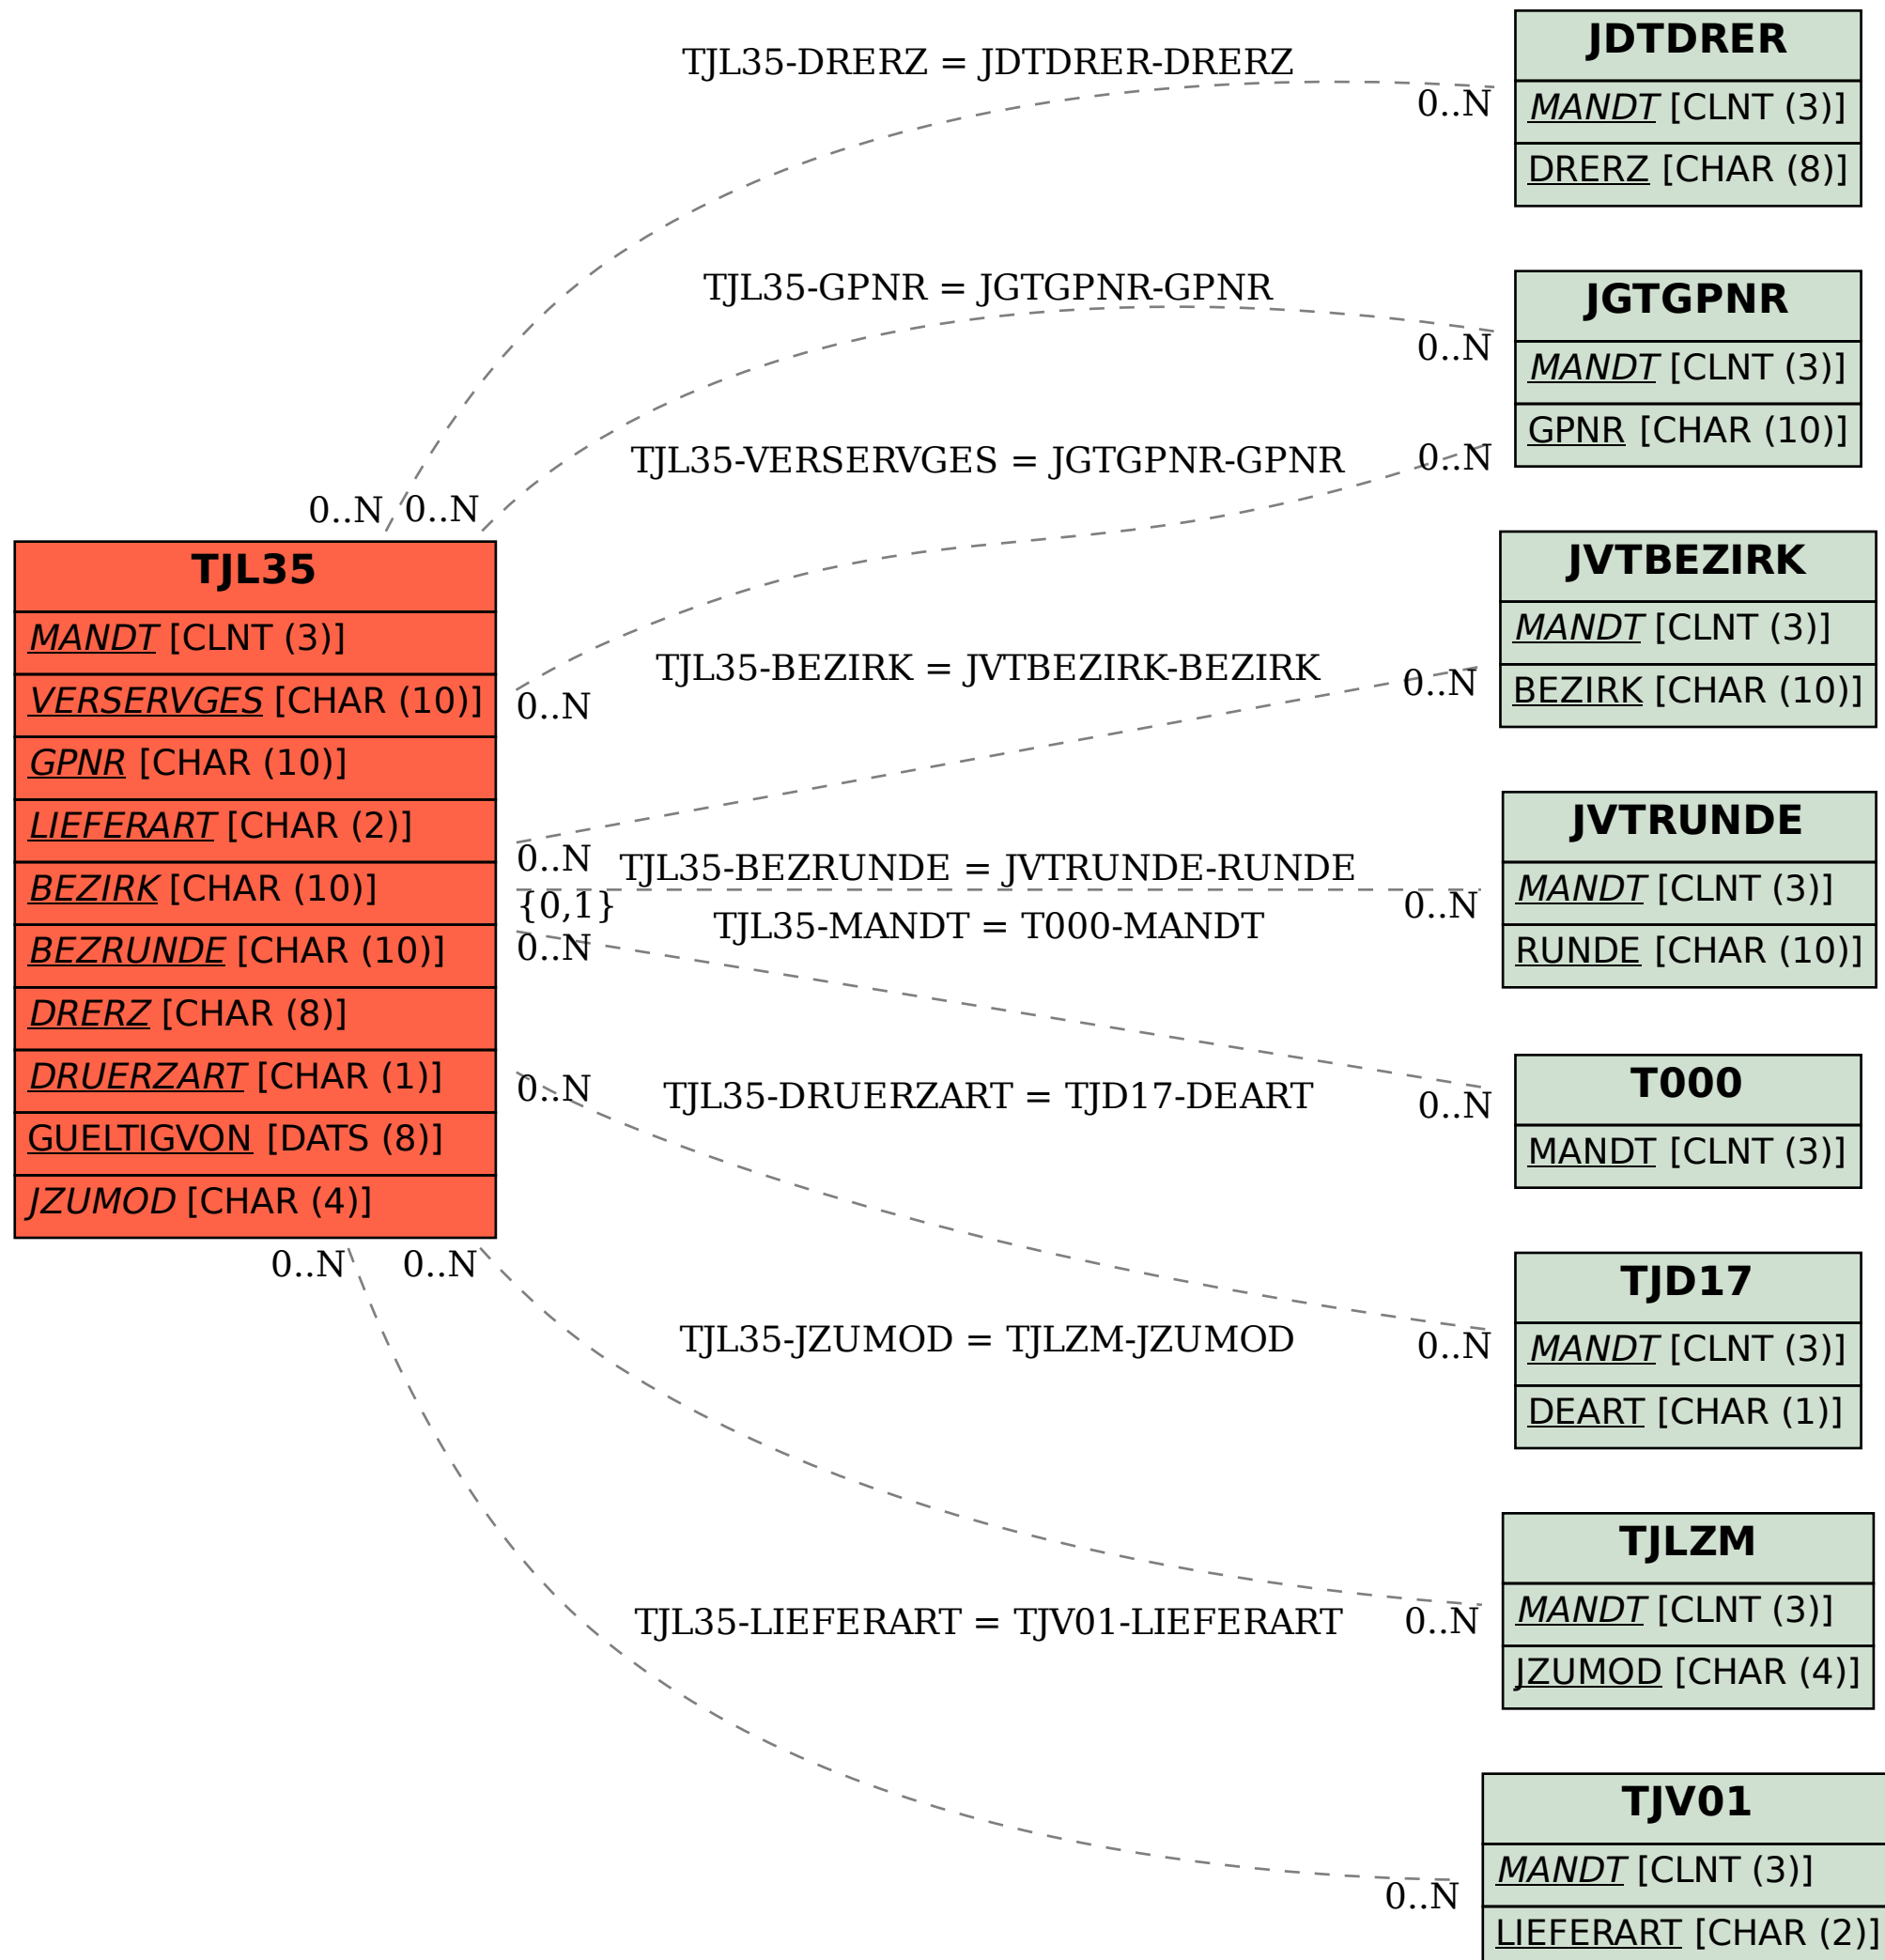 TJL35-DRERZ = JDTDRER-DRERZ
0..N
0..N
JDTDRER
MANDT [CLNT (3)]
DRERZ [CHAR (8)]
TJL35-GPNR = JGTGPNR-GPNR
0..N
0..N
JGTGPNR
MANDT [CLNT (3)]
GPNR [CHAR (10)]
TJL35-VERSERVGES = JGTGPNR-GPNR
0..N
0..N
TJL35
MANDT [CLNT (3)]
VERSERVGES [CHAR (10)]
GPNR [CHAR (10)]
LIEFERART [CHAR (2)]
BEZIRK [CHAR (10)]
BEZRUNDE [CHAR (10)]
DRERZ [CHAR (8)]
DRUERZART [CHAR (1)]
GUELTIGVON [DATS (8)]
JZUMOD [CHAR (4)]
TJL35-BEZIRK = JVTBEZIRK-BEZIRK
0..N
0..N
JVTBEZIRK
MANDT [CLNT (3)]
BEZIRK [CHAR (10)]
TJL35-BEZRUNDE = JVTRUNDE-RUNDE
{0,1}
0..N
JVTRUNDE
MANDT [CLNT (3)]
RUNDE [CHAR (10)]
TJL35-MANDT = T000-MANDT
0..N
0..N
T000
MANDT [CLNT (3)]
TJL35-DRUERZART = TJD17-DEART
0..N
0..N
TJD17
MANDT [CLNT (3)]
DEART [CHAR (1)]
TJL35-JZUMOD = TJLZM-JZUMOD
0..N
0..N
TJLZM
MANDT [CLNT (3)]
JZUMOD [CHAR (4)]
TJL35-LIEFERART = TJV01-LIEFERART
0..N
0..N
TJV01
MANDT [CLNT (3)]
LIEFERART [CHAR (2)]